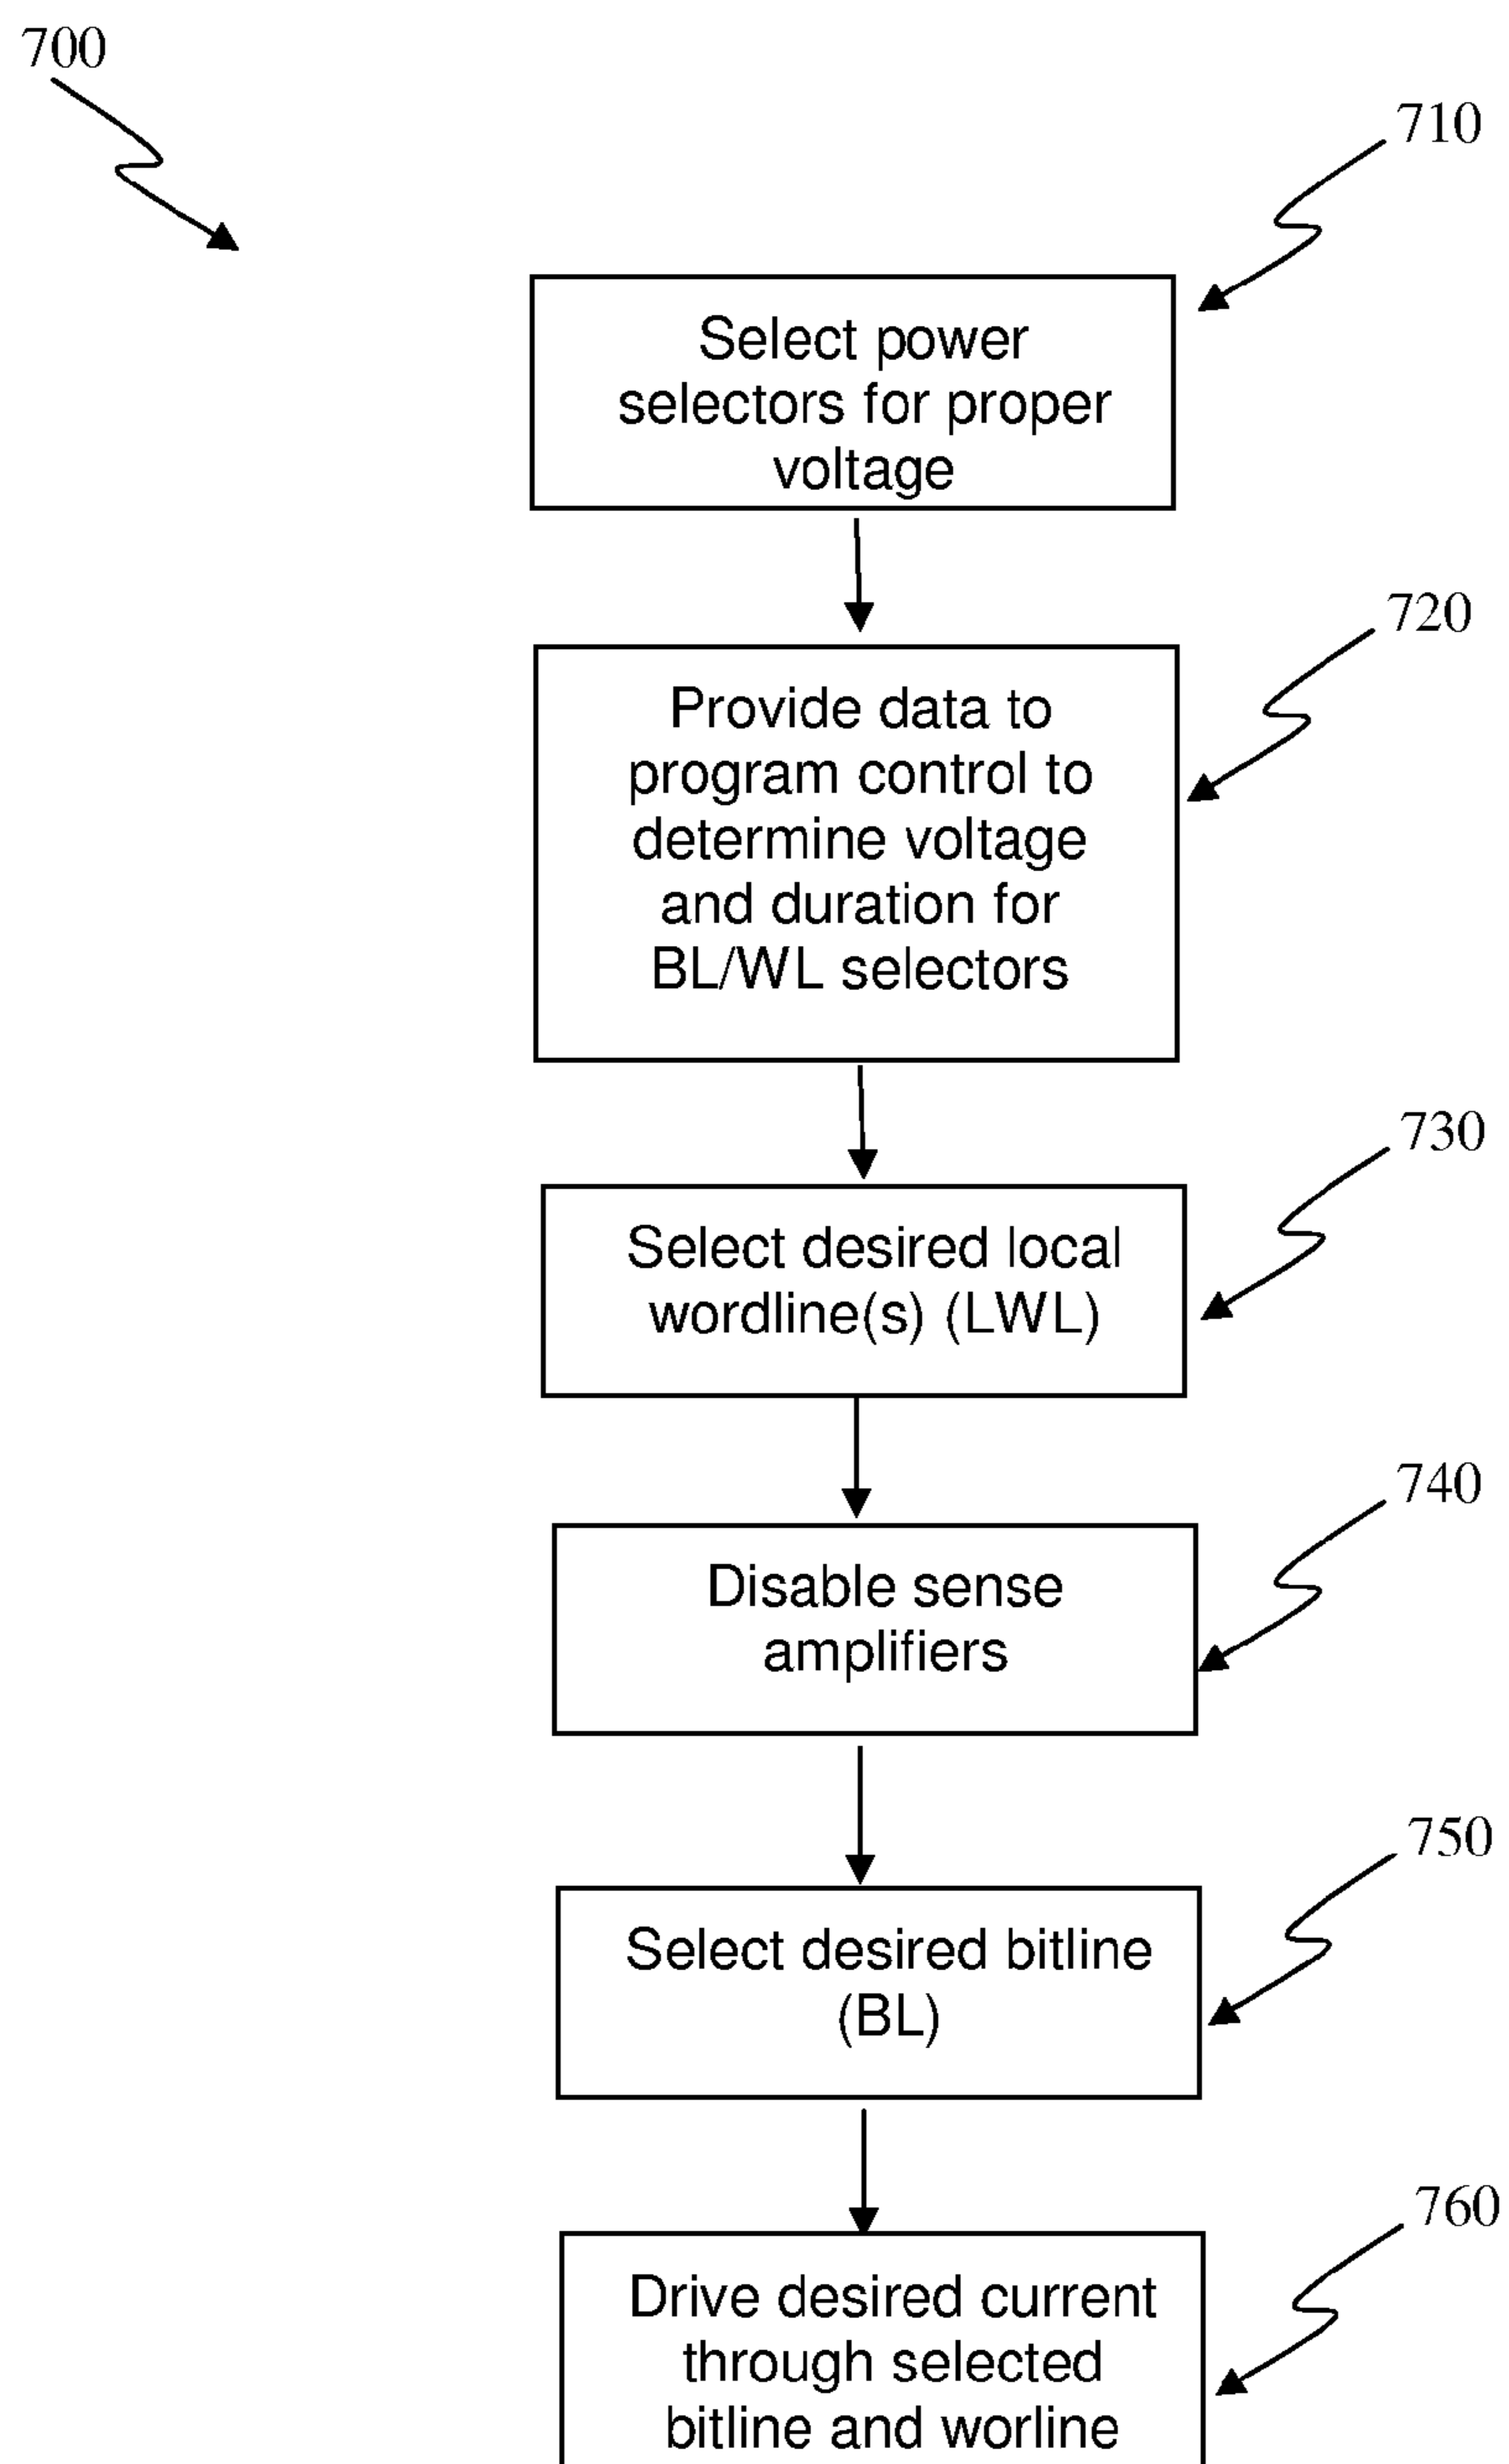 700
710
Select power
selectors for proper
voltage
720
Provide data to
program control to
determine voltage
and duration for
BL/WL selectors
730
Select desired local
wordline(s) (LWL)
740
Disable sense
amplifiers
750
Select desired bitline
(BL)
760
Drive desired current
through selected
bitline and worline